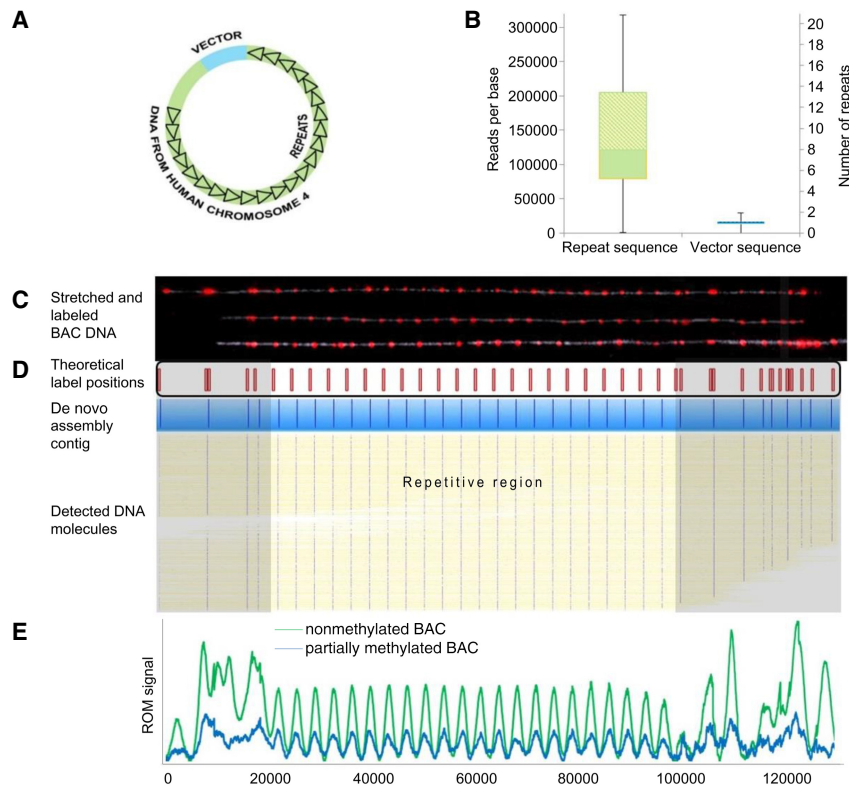 A
VECTOR
REPEATS
DNA FROM HUMAN CHROMOSOME 4
B
Reads per base
300000
250000
200000
150000
100000
50000
0
20
18
16
14
12
10
8
6
4
2
0
Number of repeats
Repeat sequence
Vector sequence
C
Stretched and
labeled
BAC DNA
D
Theoretical
label positions
De novo
assembly
contig
Repetitive region
Detected DNA
molecules
E
nonmethylated BAC
partially methylated BAC
ROM signal
0 20000 40000 60000 80000 100000 120000